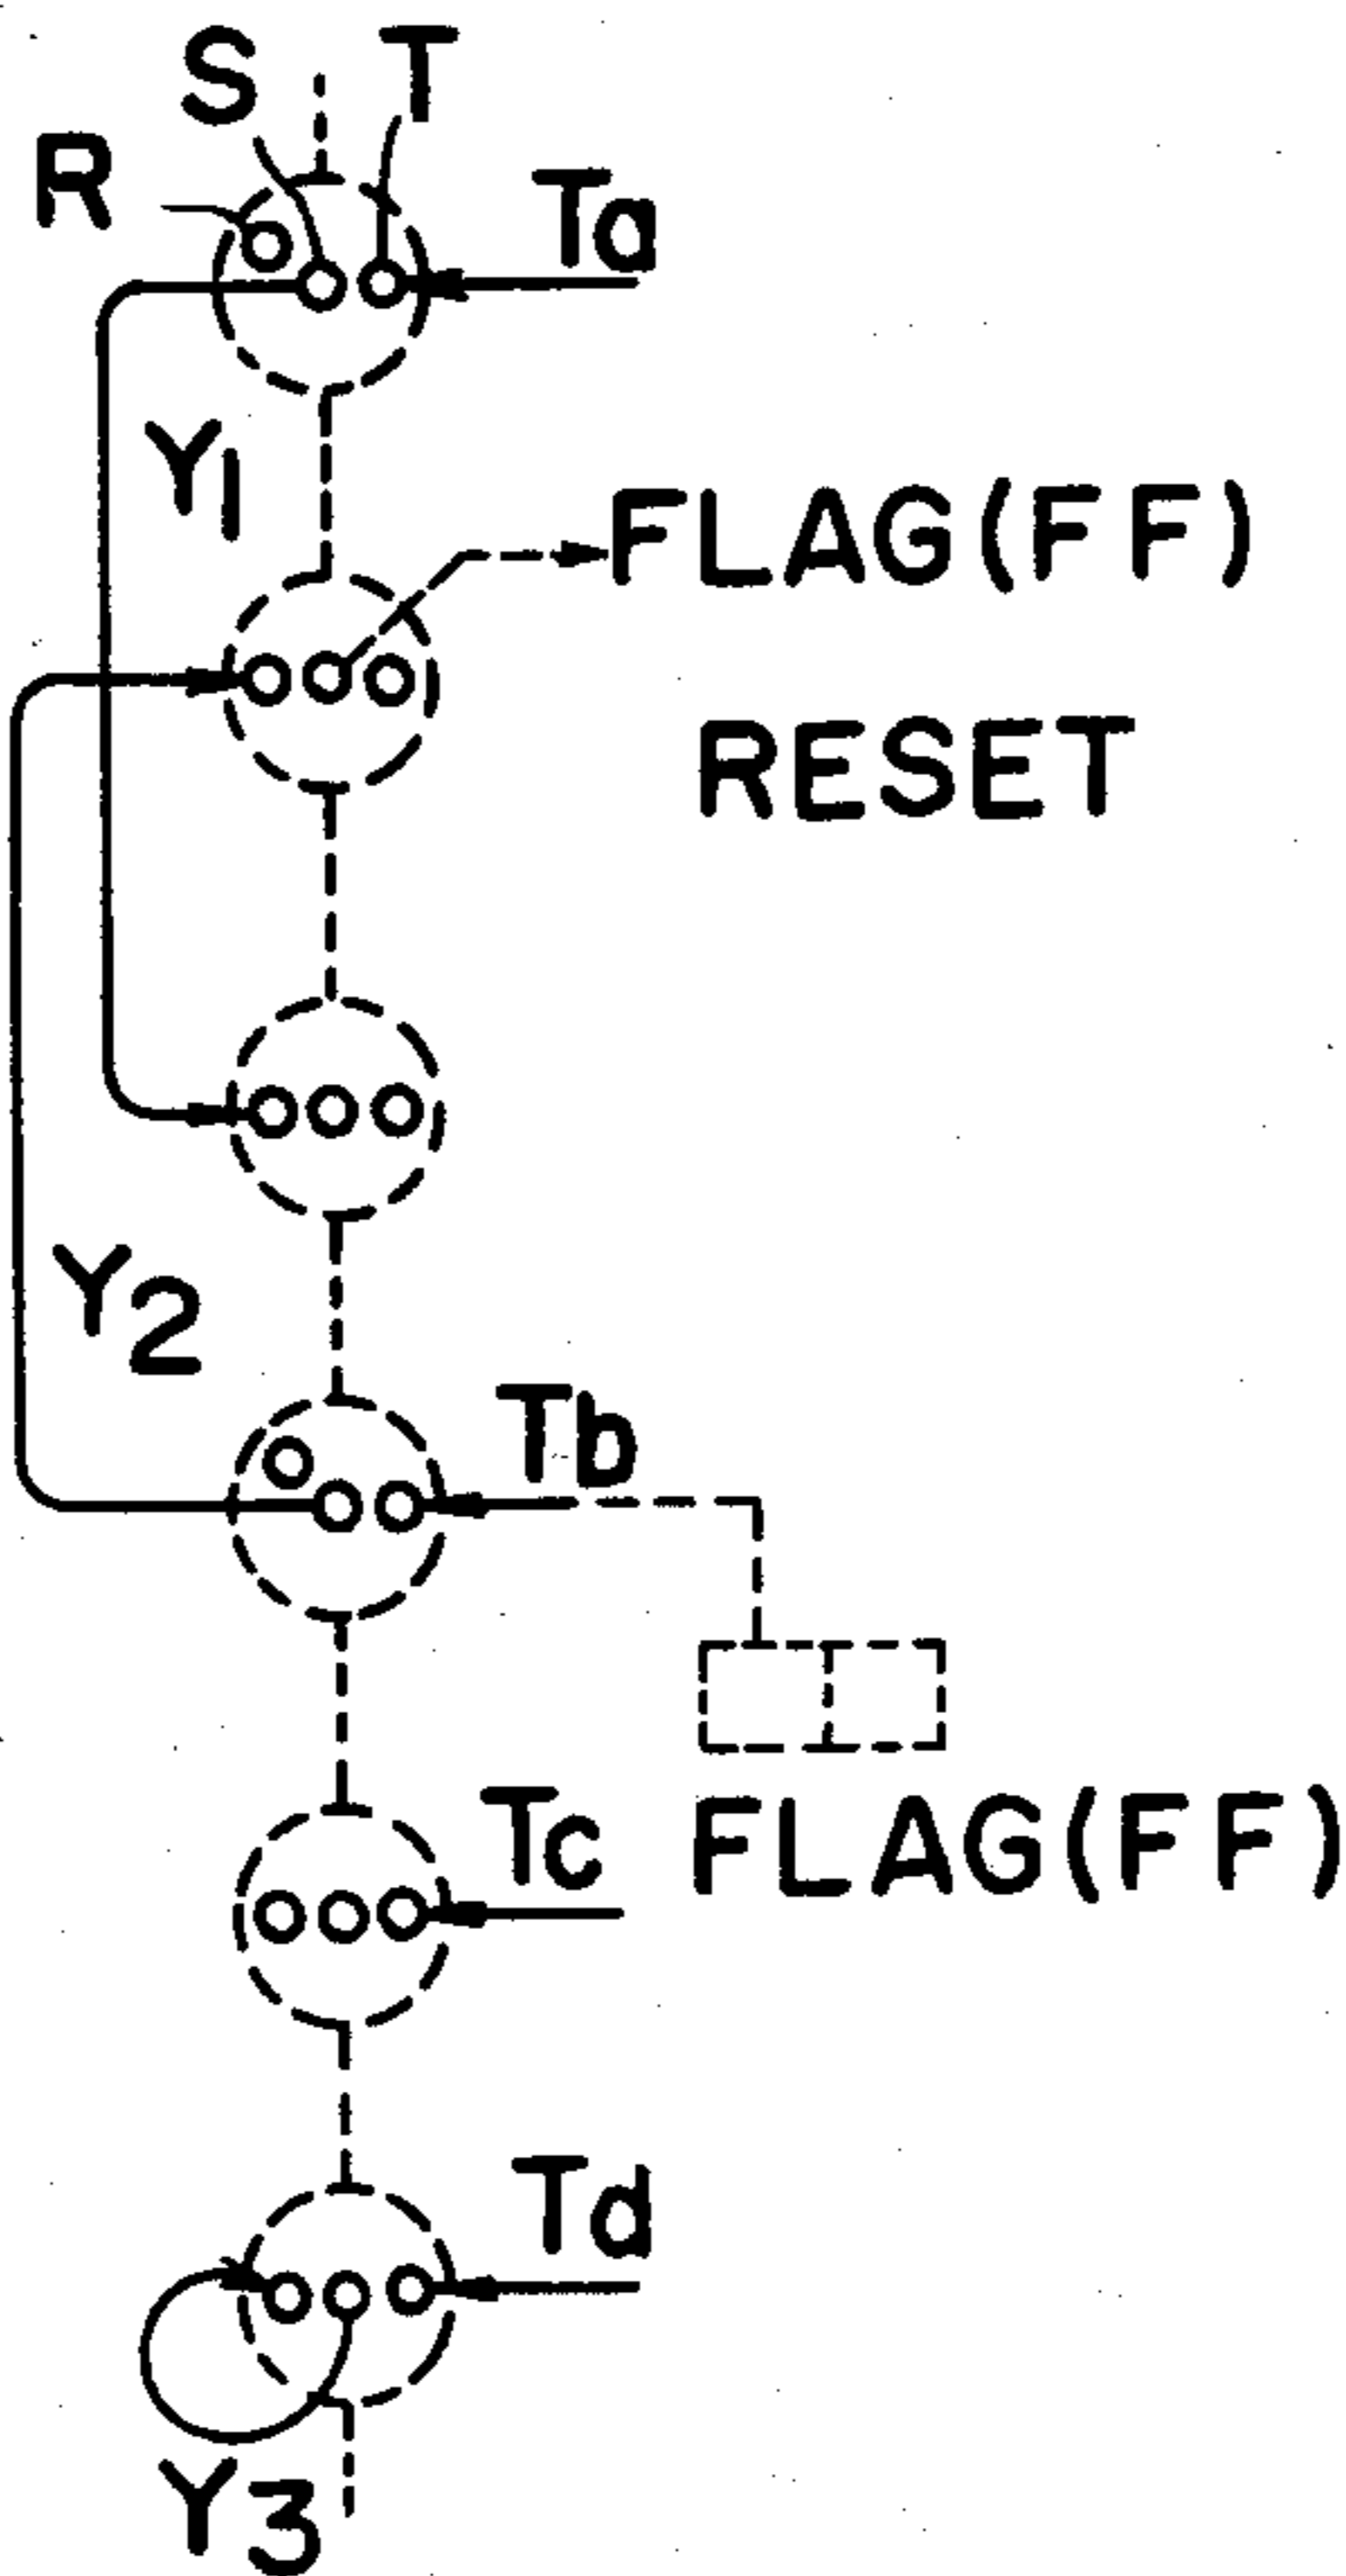 S T
R
Ta
Y1
FLAG(FF)
RESET
Y2
Tb
Tc
FLAG(FF)
Td
Y3